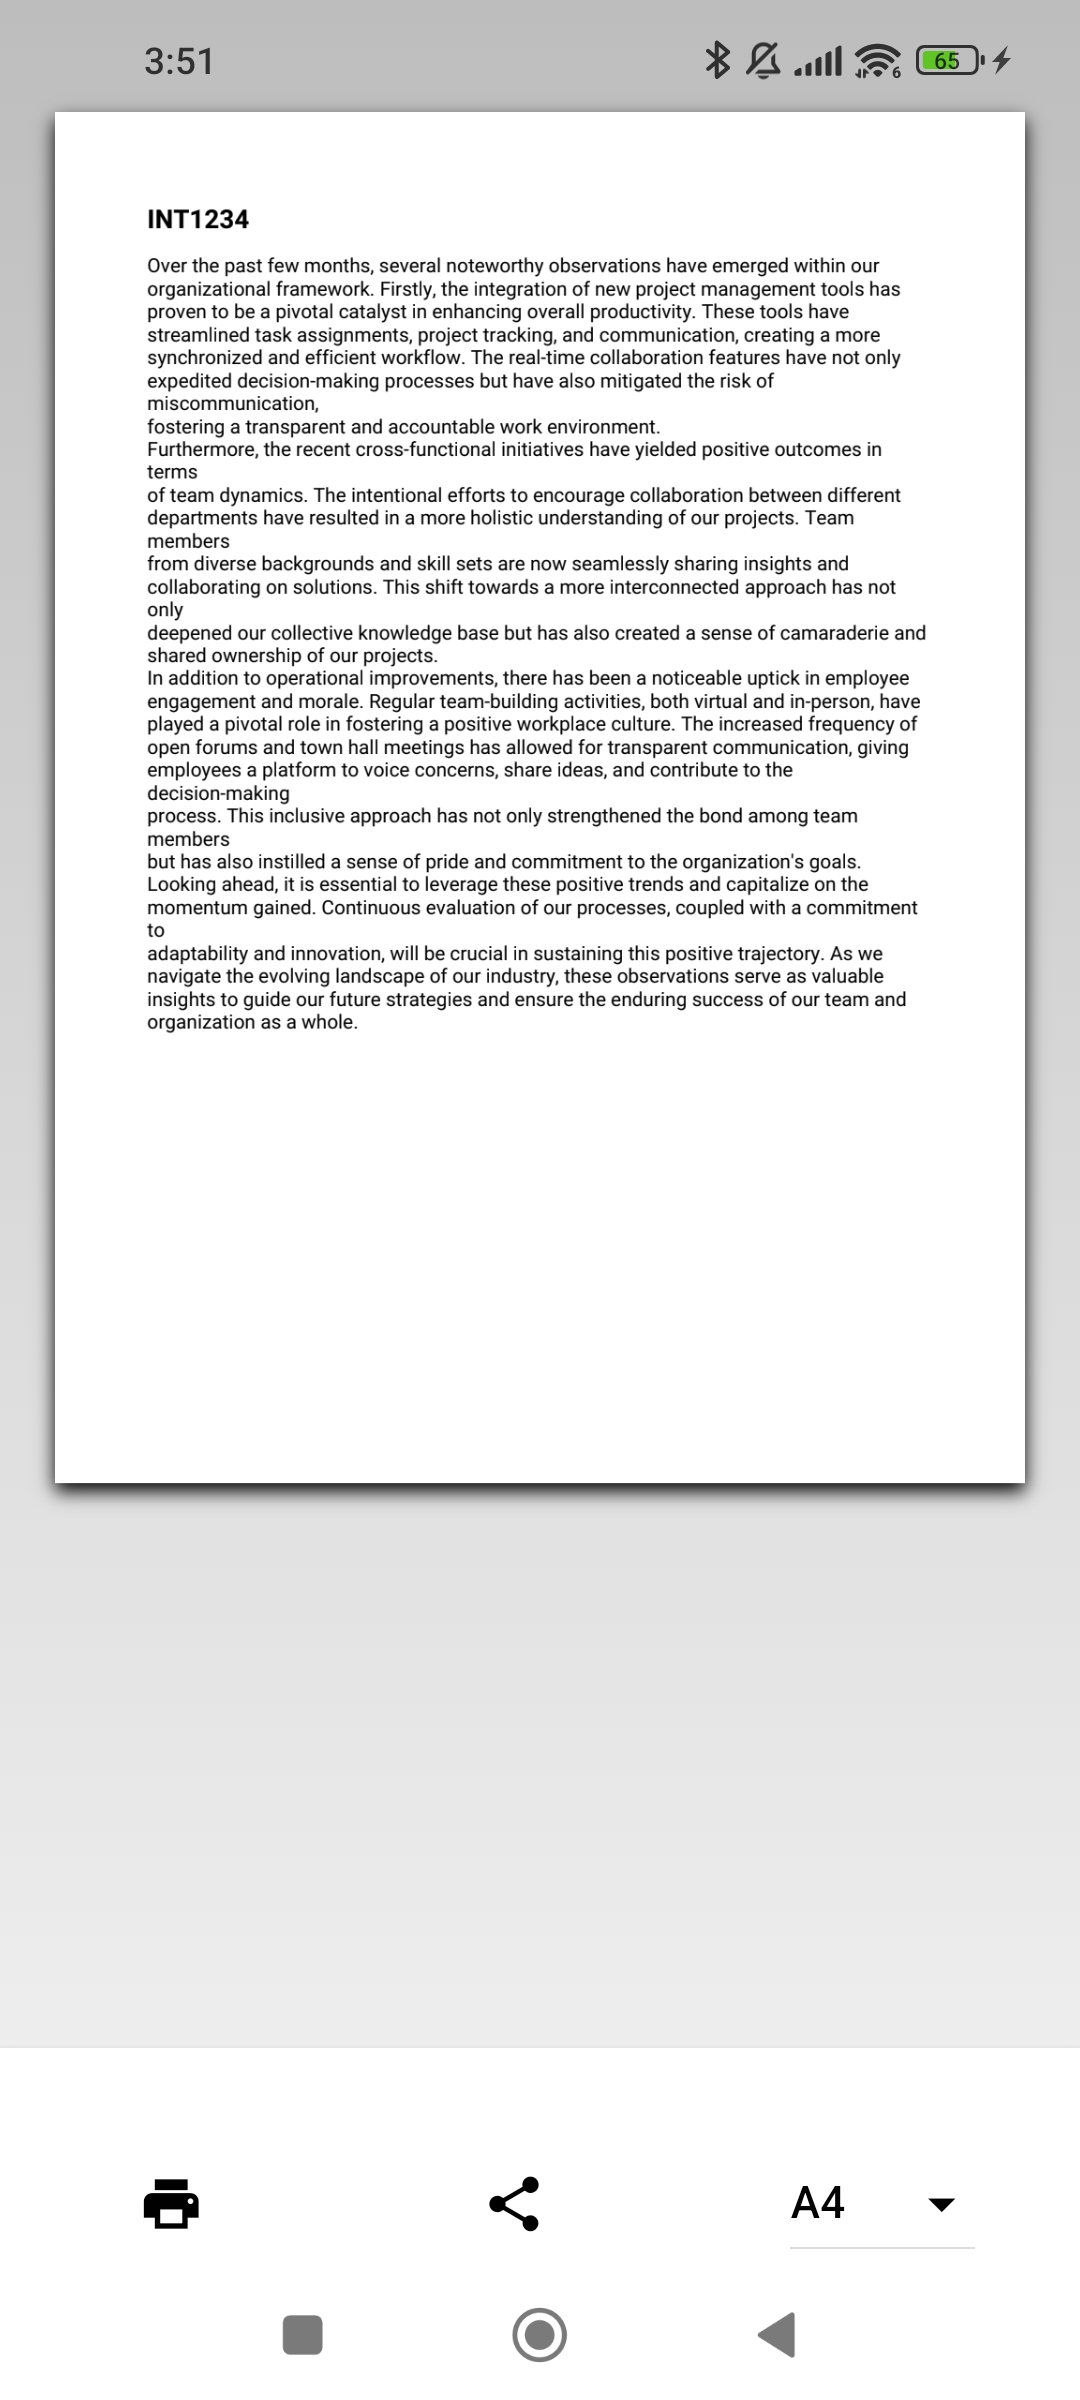 3:51
6
65
INT1234
Over the past few months, several noteworthy observations have emerged within our
organizational framework. Firstly, the integration of new project management tools has
proven to be a pivotal catalyst in enhancing overall productivity. These tools have
streamlined task assignments, project tracking, and communication, creating a more
synchronized and efficient workflow. The real-time collaboration features have not only
expedited decision-making processes but have also mitigated the risk of
miscommunication,
fostering a transparent and accountable work environment.
Furthermore, the recent cross-functional initiatives have yielded positive outcomes in
terms
of team dynamics. The intentional efforts to encourage collaboration between different
departments have resulted in a more holistic understanding of our projects. Team
members
from diverse backgrounds and skill sets are now seamlessly sharing insights and
collaborating on solutions. This shift towards a more interconnected approach has not
only
deepened our collective knowledge base but has also created a sense of camaraderie and
shared ownership of our projects.
In addition to operational improvements, there has been a noticeable uptick in employee
engagement and morale. Regular team-building activities, both virtual and in-person, have
played a pivotal role in fostering a positive workplace culture. The increased frequency of
open forums and town hall meetings has allowed for transparent communication, giving
employees a platform to voice concerns, share ideas, and contribute to the
decision-making
process. This inclusive approach has not only strengthened the bond among team
members
but has also instilled a sense of pride and commitment to the organization's goals.
Looking ahead, it is essential to leverage these positive trends and capitalize on the
momentum gained. Continuous evaluation of our processes, coupled with a commitment
to
adaptability and innovation, will be crucial in sustaining this positive trajectory. As we
navigate the evolving landscape of our industry, these observations serve as valuable
insights to guide our future strategies and ensure the enduring success of our team and
organization as a whole.
A4